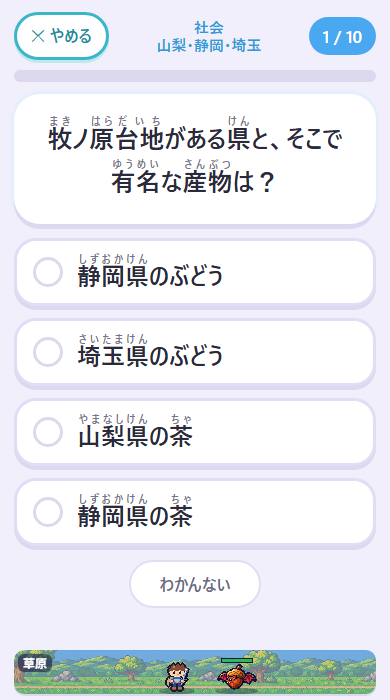 やめる
社会
山梨・静岡・埼玉
1 / 10
まき はらだいち けん
牧ノ原台地がある県と、そこで
ゆうめい さんぶつ
有名な産物は？
しずおかけん
静岡県のぶどう
さいたまけん
埼玉県のぶどう
やまなしけん ちゃ
山梨県の茶
しずおかけん ちゃ
静岡県の茶
わかんない
草原